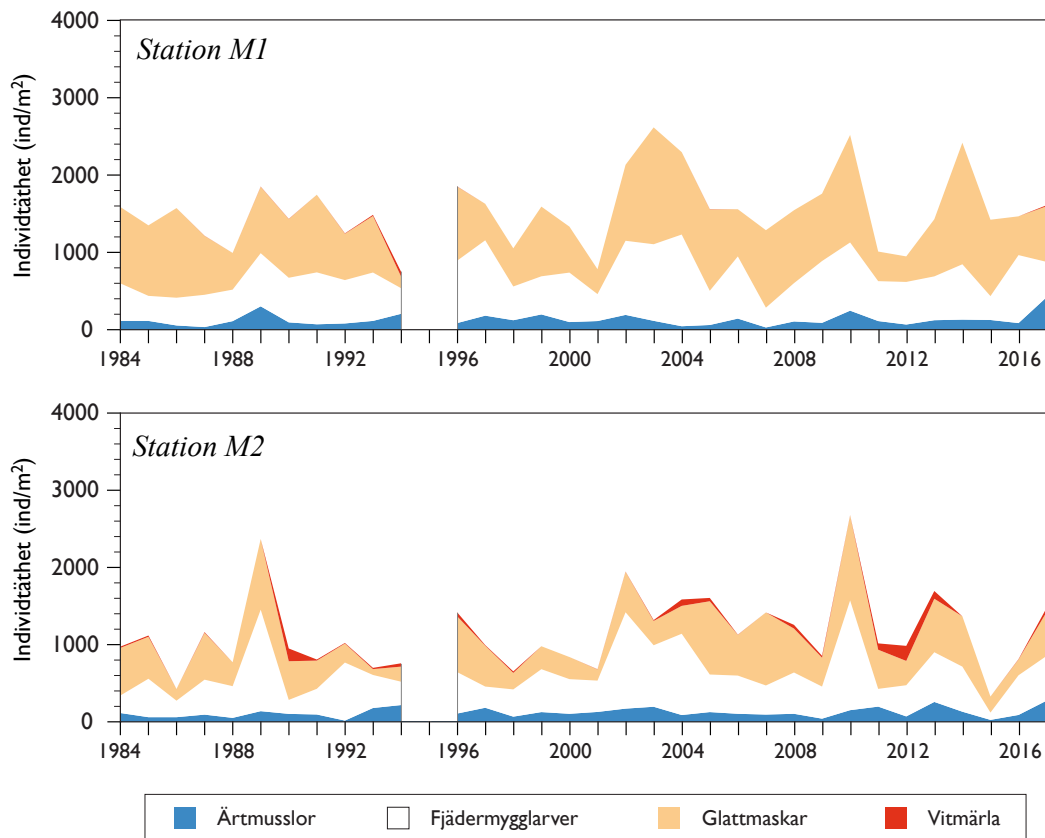 4000
Station M1
3000
2000
1000
0
Individtäthet (ind/m²)
1984 1988 1992 1996 2000 2004 2008 2012 2016
4000
Station M2
3000
2000
1000
0
Individtäthet (ind/m²)
1984 1988 1992 1996 2000 2004 2008 2012 2016
Ärtmusslor Fjädermygglarver Glattmaskar Vitmärla